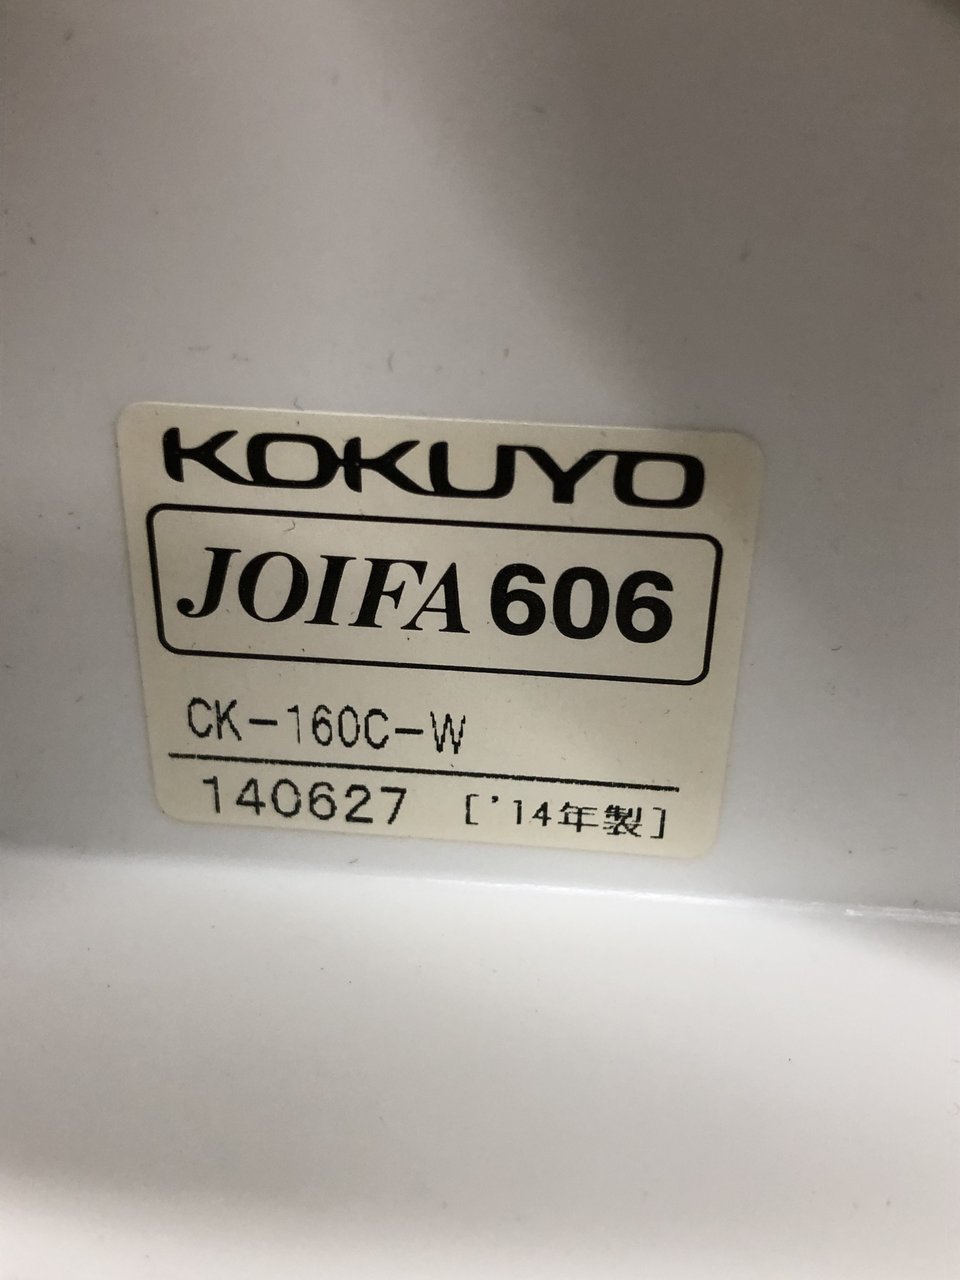 KOKUYO
JOIFA 606
CK-160C-W
140627 ['14年製]